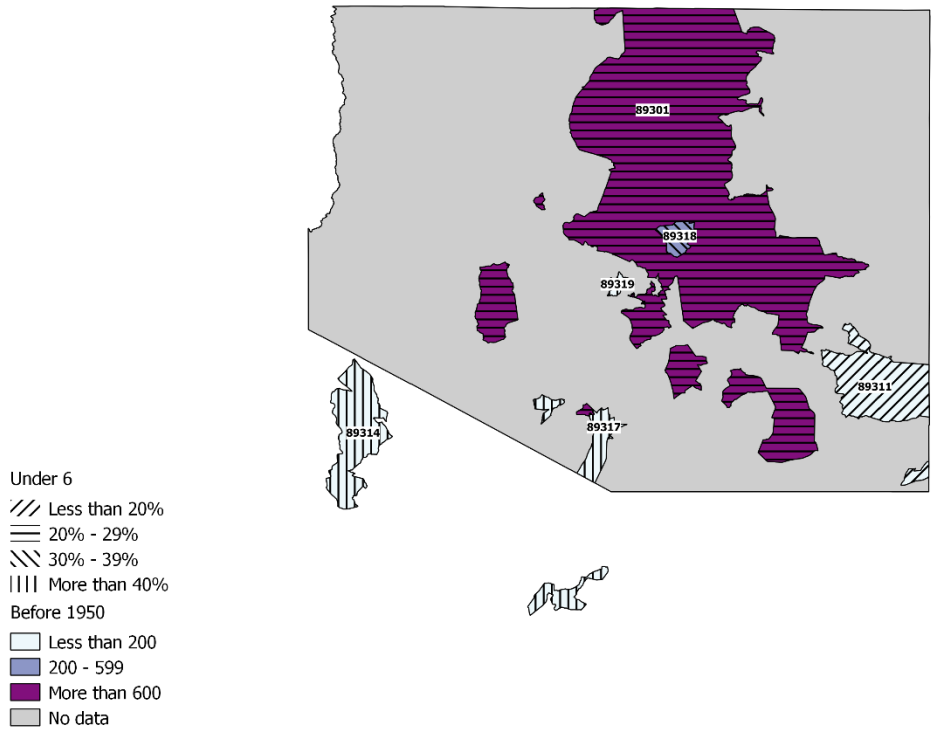 89301
89318
89319
89311
89314
89317
Under 6
Less than 20%
20% - 29%
30% - 39%
More than 40%
Before 1950
Less than 200
200 - 599
More than 600
No data